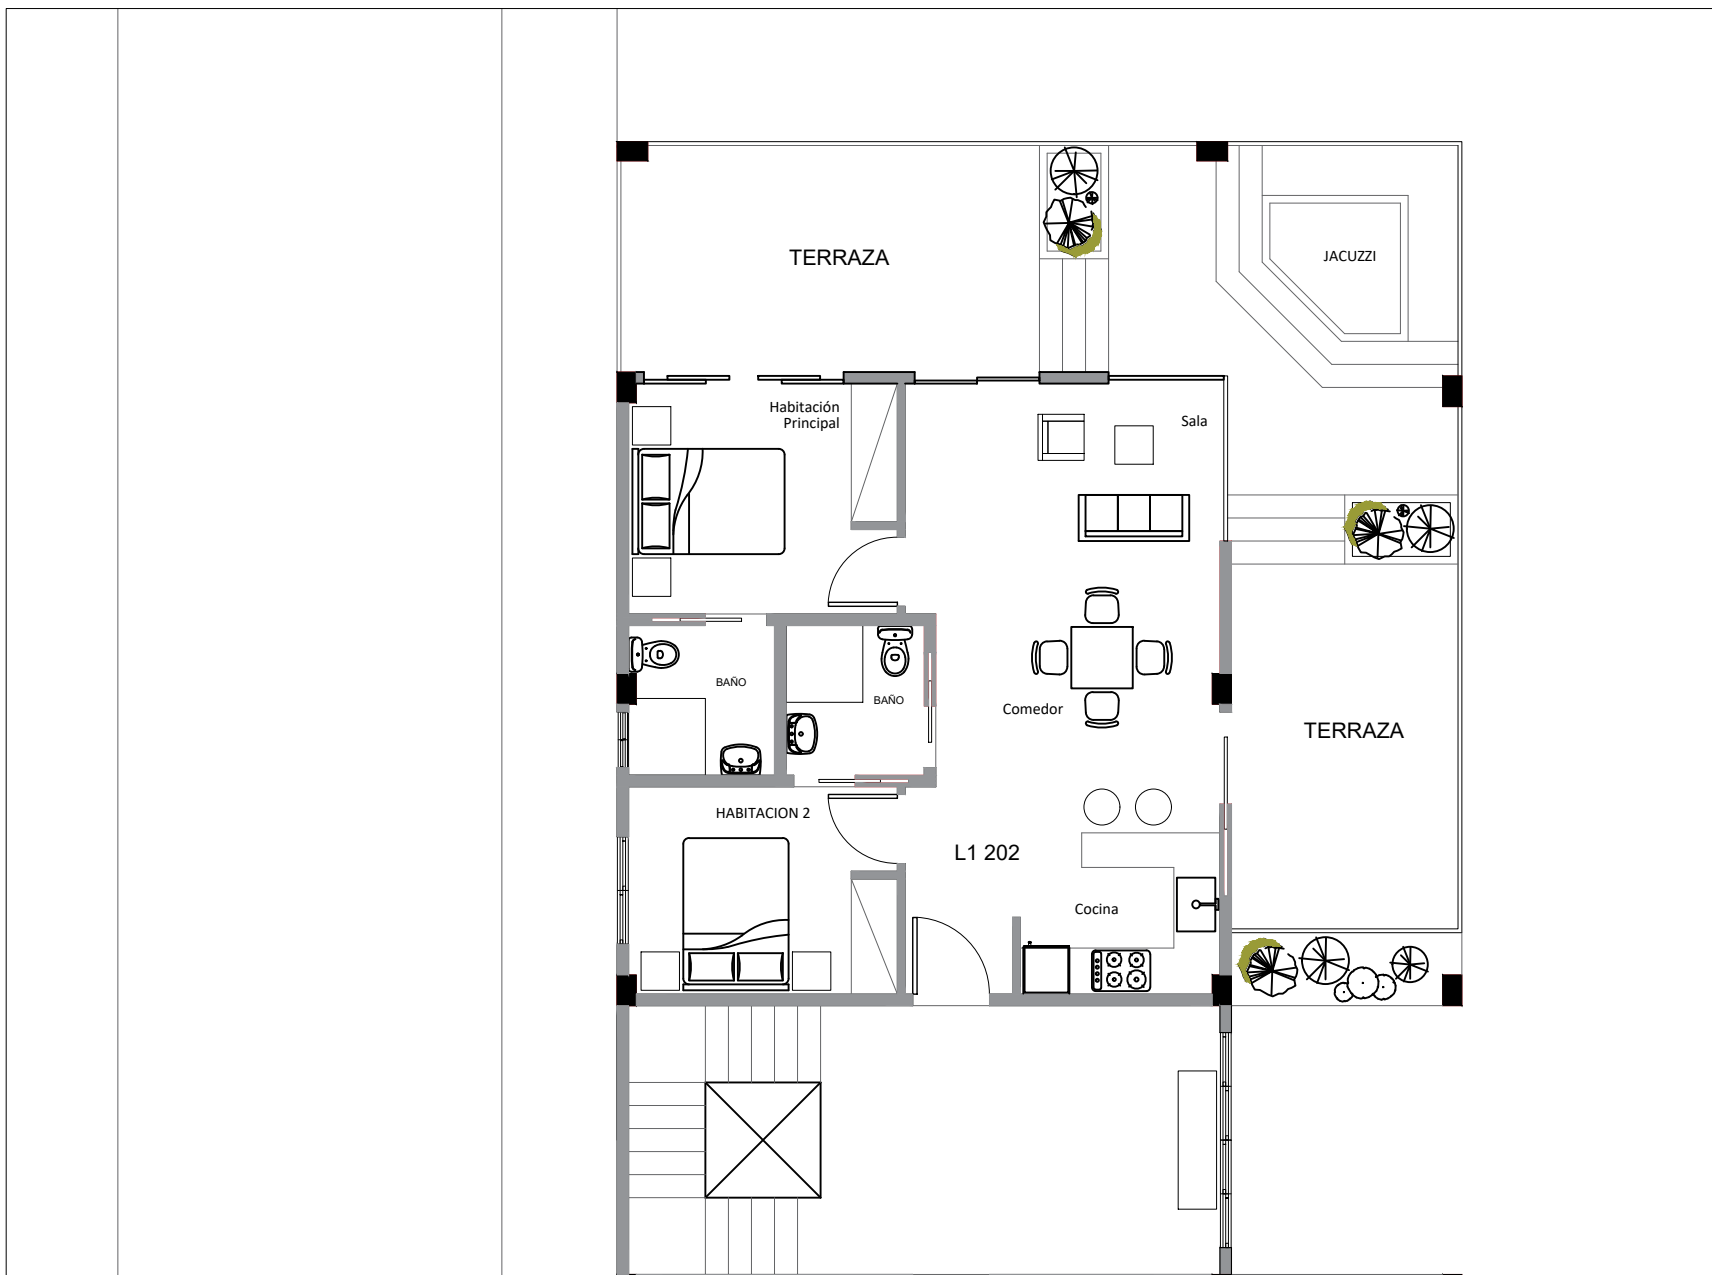 TERRAZA
JACUZZI
Habitación
Principal
Sala
BAÑO
BAÑO
Comedor
TERRAZA
HABITACION 2
L1 202
Cocina